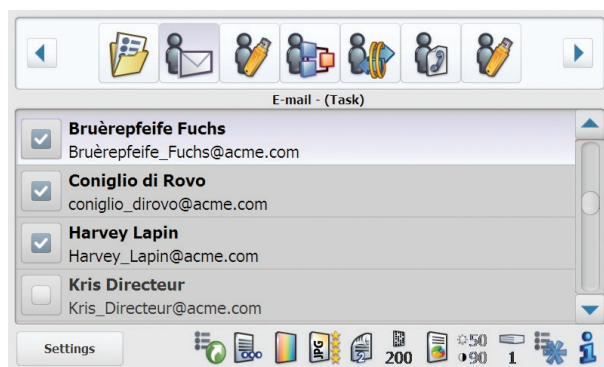 E-mail - (Task)
Bruèrepfeife Fuchs
Bruèrepfeife_Fuchs@acme.com
Coniglio di Rovo
coniglio_dirovo@acme.com
Harvey Lapin
Harvey_Lapin@acme.com
Kris Directeur
Kris_Directeur@acme.com
Settings
JPG
2
200
50
90
1